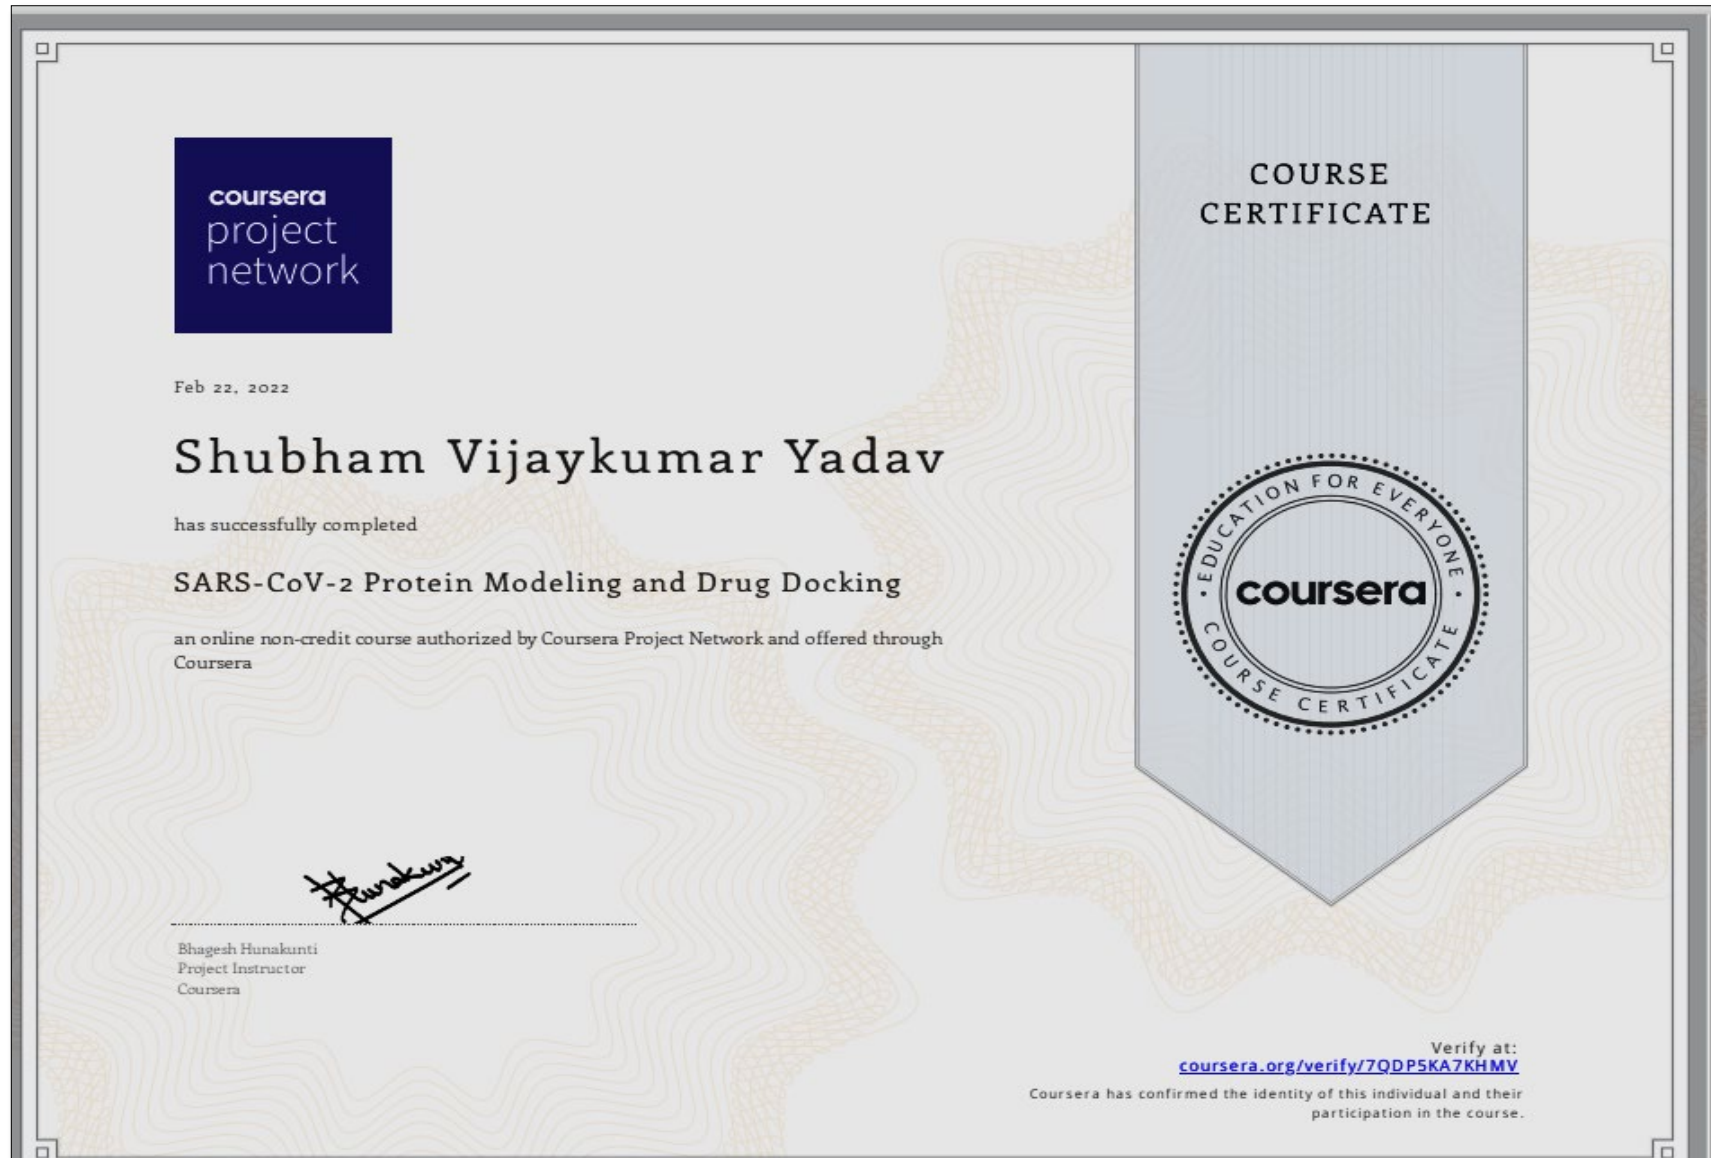 coursera
project
network
COURSE
CERTIFICATE
Feb 22, 2022
Shubham Vijaykumar Yadav
has successfully completed
SARS-CoV-2 Protein Modeling and Drug Docking
an online non-credit course authorized by Coursera Project Network and offered through
Coursera
EDUCATION FOR EVERYONE
coursera
COURSE CERTIFICATE
Hunakunti
Bhagesh Hunakunti
Project Instructor
Coursera
Verify at:
coursera.org/verify/7QDP5KA7KHMV
Coursera has confirmed the identity of this individual and their
participation in the course.